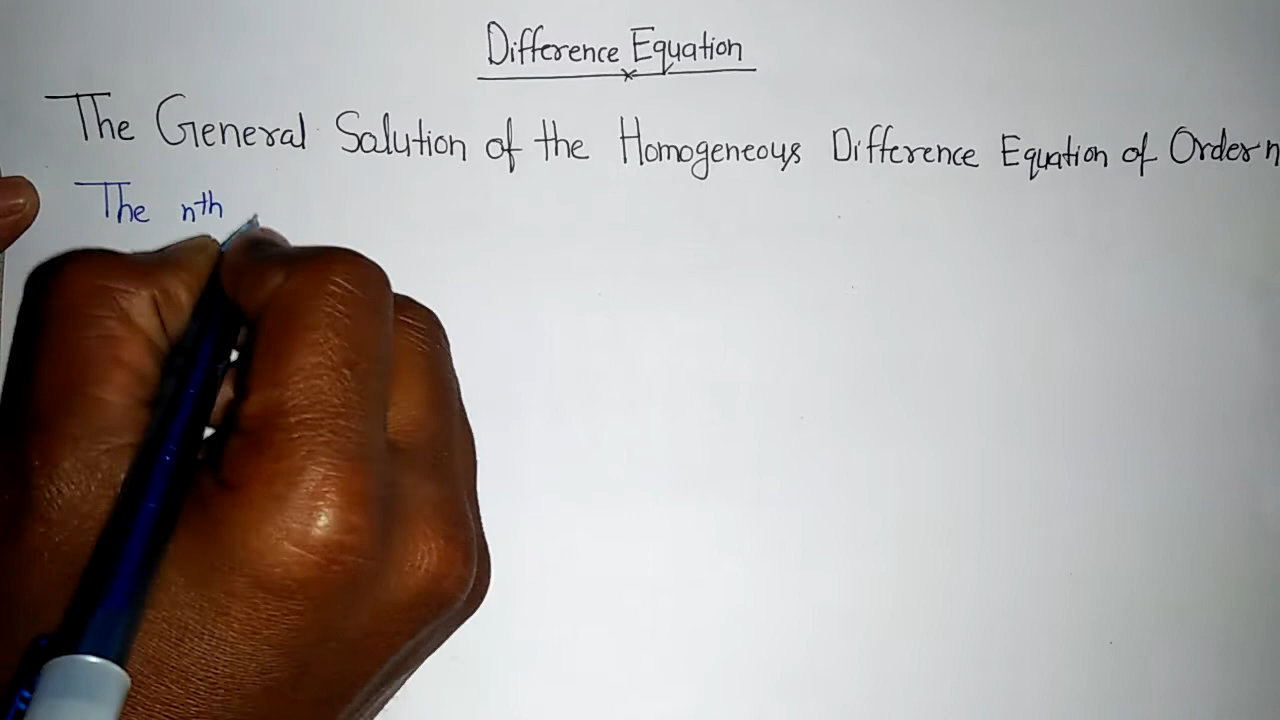 Difference Equation
The General Solution of the Homogeneous Difference Equation of Order n
The nth